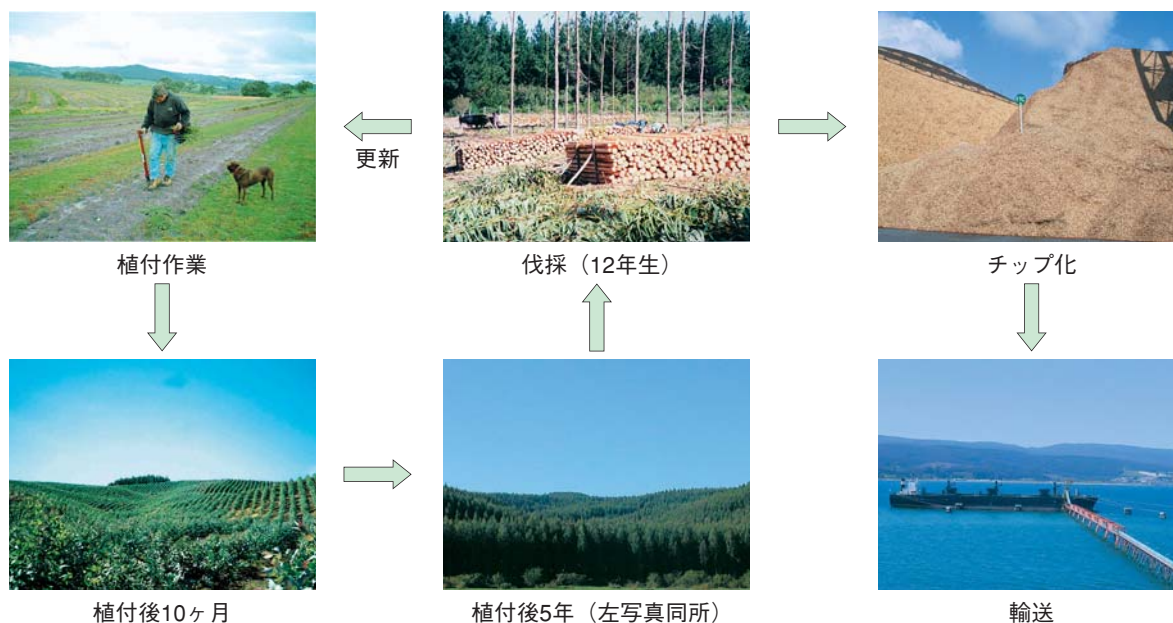 更新
植付作業
伐採（12年生）
チップ化
植付後10ヶ月
植付後5年（左写真同所）
輸送